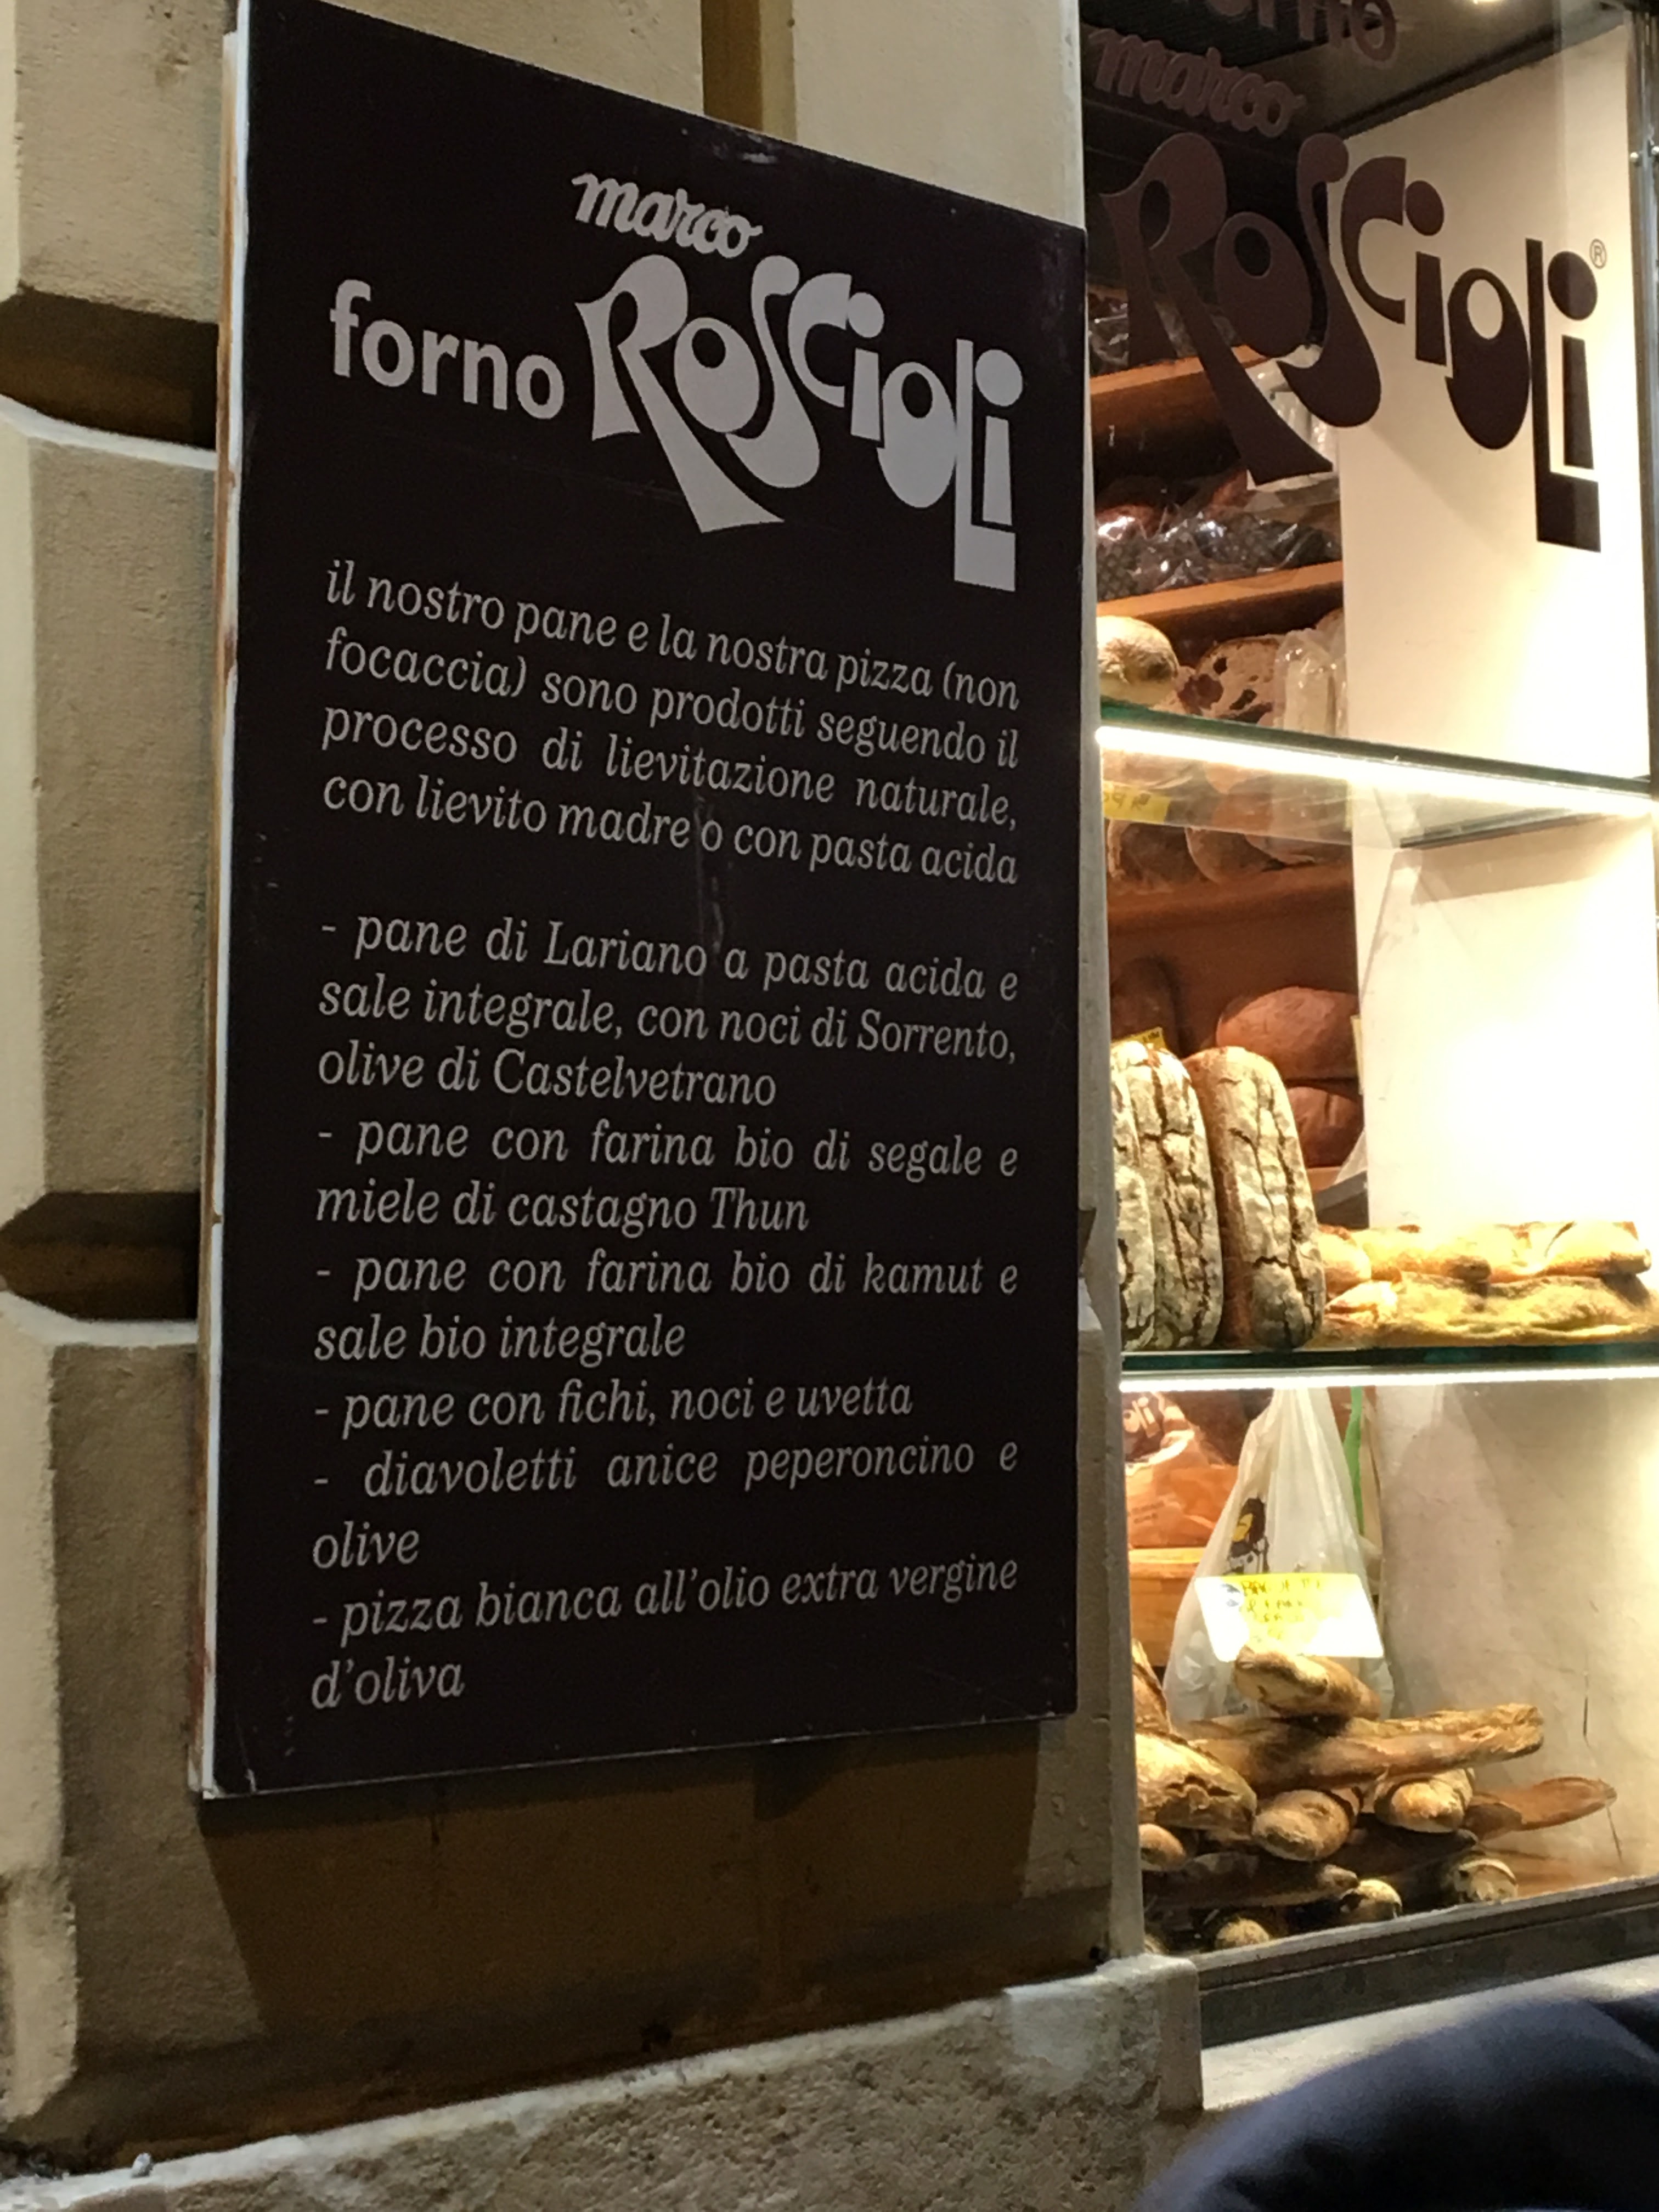 marco
forno Roscioli
il nostro pane e la nostra pizza (non
focaccia) sono prodotti seguendo il
processo di lievitazione naturale,
con lievito madre o con pasta acida
- pane di Lariano a pasta acida e
sale integrale, con noci di Sorrento,
olive di Castelvetrano
- pane con farina bio di segale e
miele di castagno Thun
- pane con farina bio di kamut e
sale bio integrale
- pane con fichi, noci e uvetta
- diavoletti anice peperoncino e
olive
- pizza bianca all'olio extra vergine
d'oliva
marco
Roscioli®